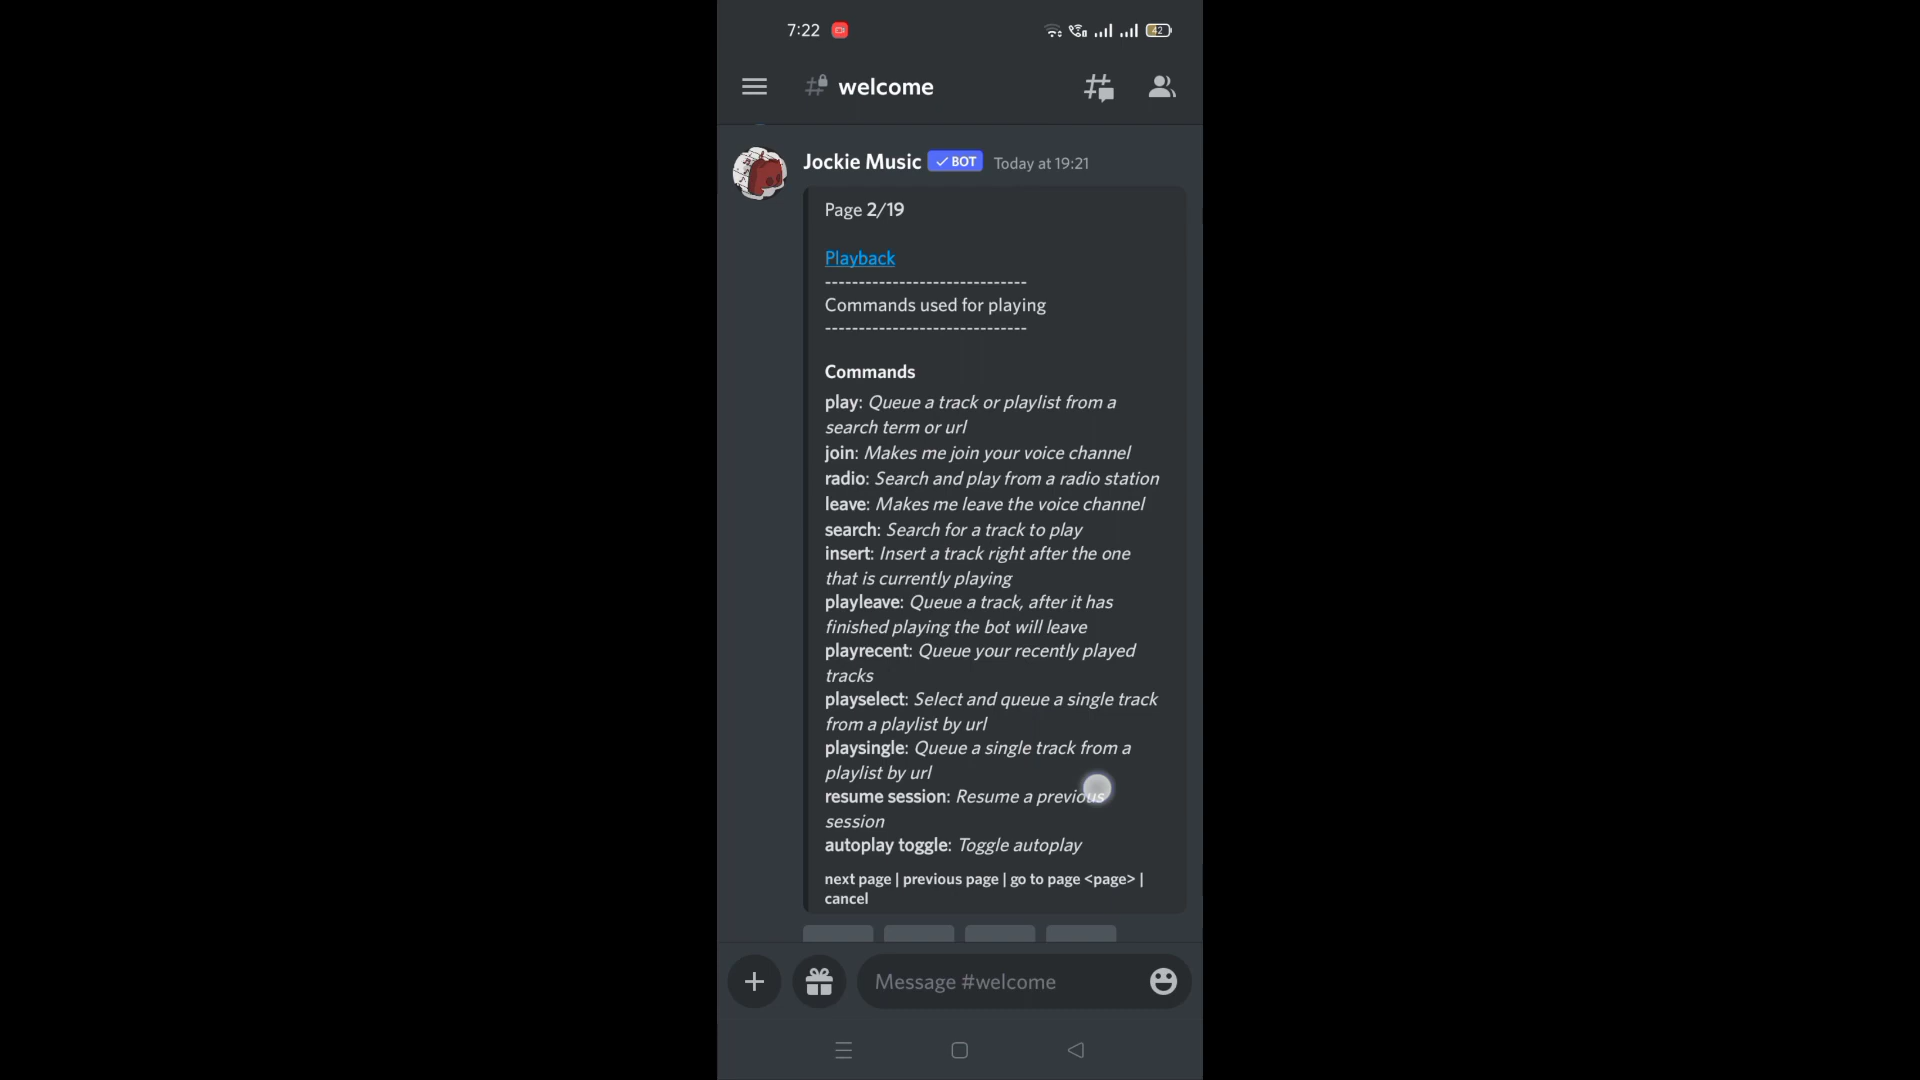 7:22
42
# welcome
Jockie Music ✓ BOT Today at 19:21
Page 2/19
Playback
------------------------------
Commands used for playing
------------------------------
Commands
play: Queue a track or playlist from a
search term or url
join: Makes me join your voice channel
radio: Search and play from a radio station
leave: Makes me leave the voice channel
search: Search for a track to play
insert: Insert a track right after the one
that is currently playing
playleave: Queue a track, after it has
finished playing the bot will leave
playrecent: Queue your recently played
tracks
playselect: Select and queue a single track
from a playlist by url
playsingle: Queue a single track from a
playlist by url
resume session: Resume a previous
session
autoplay toggle: Toggle autoplay
next page | previous page | go to page <page> |
cancel
Message #welcome